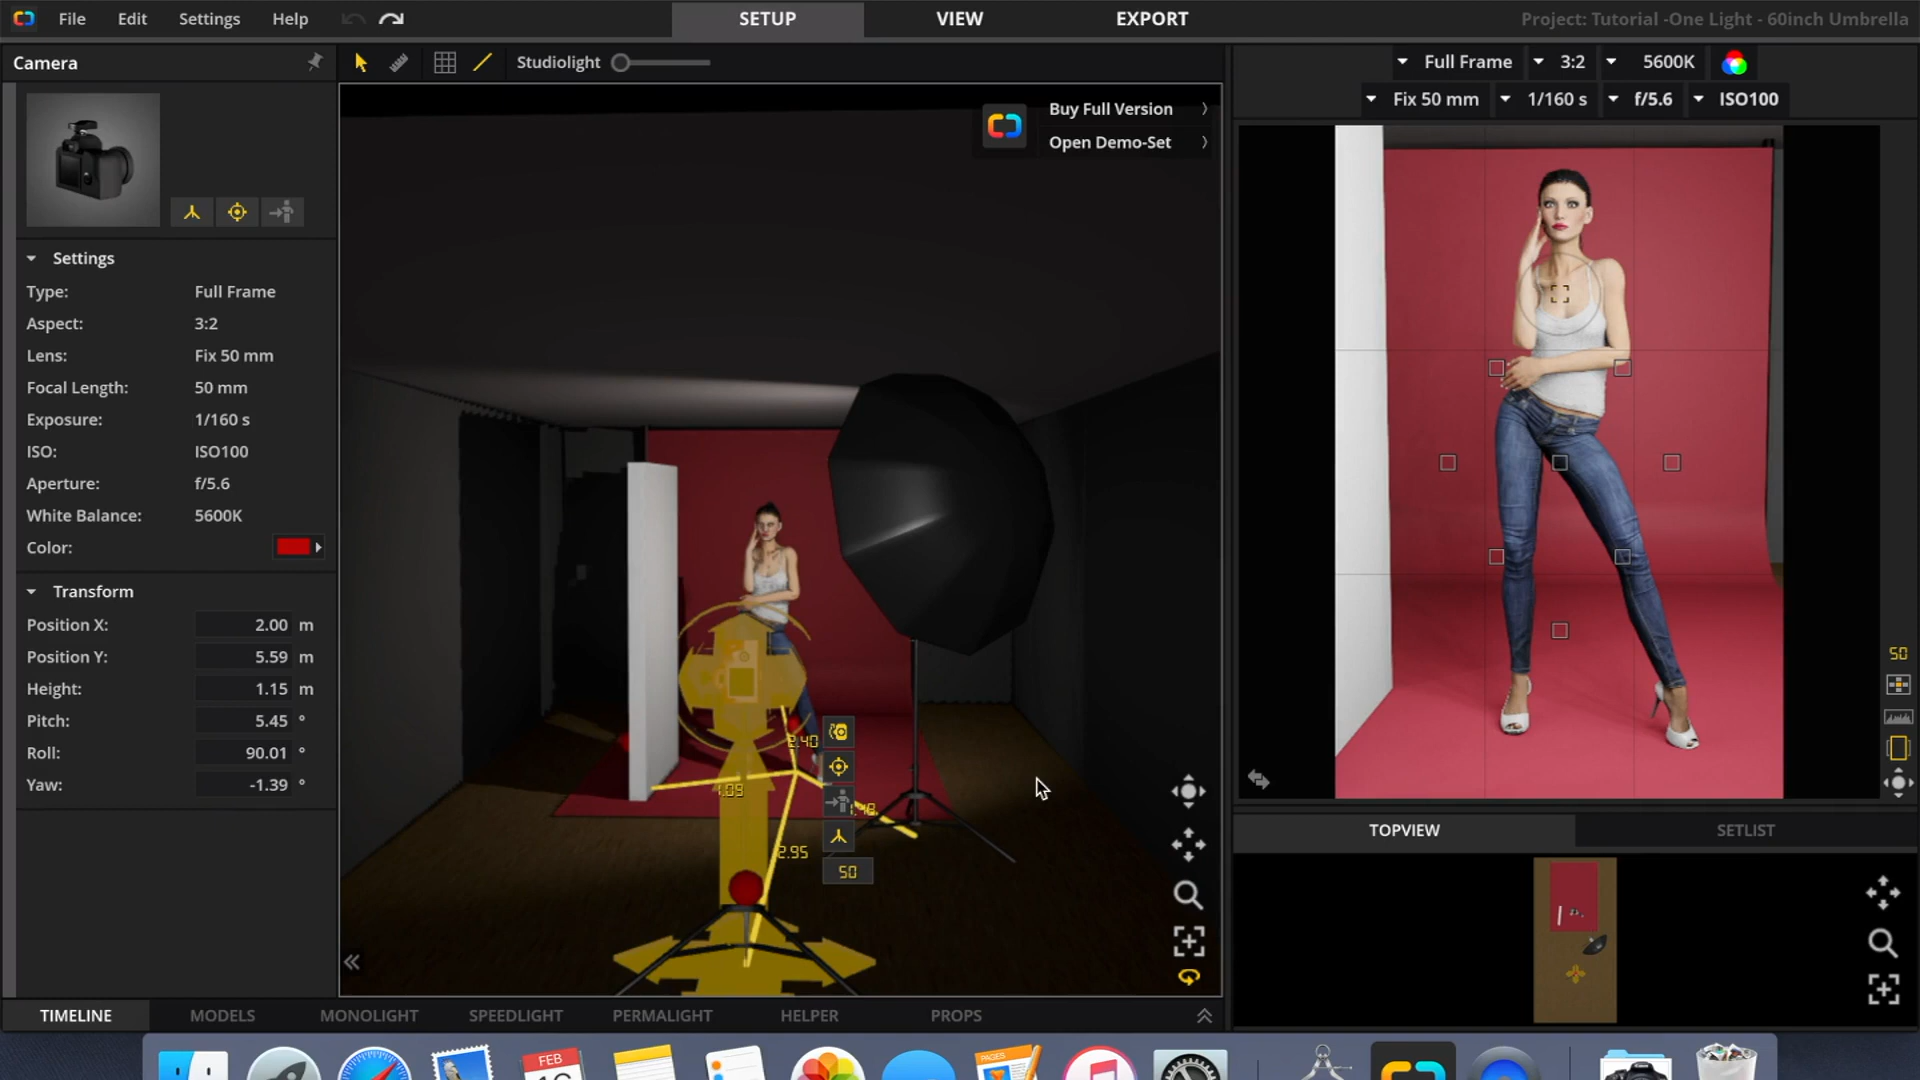 File Edit Settings Help SETUP VIEW EXPORT Project: Tutorial -One Light - 60inch Umbrella
Camera
Studiolight
Full Frame 3:2 5600K
Fix 50 mm 1/160 s f/5.6 ISO100
Buy Full Version
Open Demo-Set
Settings
Type: Full Frame
Aspect: 3:2
Lens: Fix 50 mm
Focal Length: 50 mm
Exposure: 1/160 s
ISO: ISO100
Aperture: f/5.6
White Balance: 5600K
Color:
Transform
Position X: 2.00 m
Position Y: 5.59 m
Height: 1.15 m
Pitch: 5.45 °
Roll: 90.01 °
Yaw: -1.39 °
2.40
1.09
1.48
2.95
50
50
TOPVIEW SETLIST
TIMELINE MODELS MONOLIGHT SPEEDLIGHT PERMALIGHT HELPER PROPS
FEB
PAGES